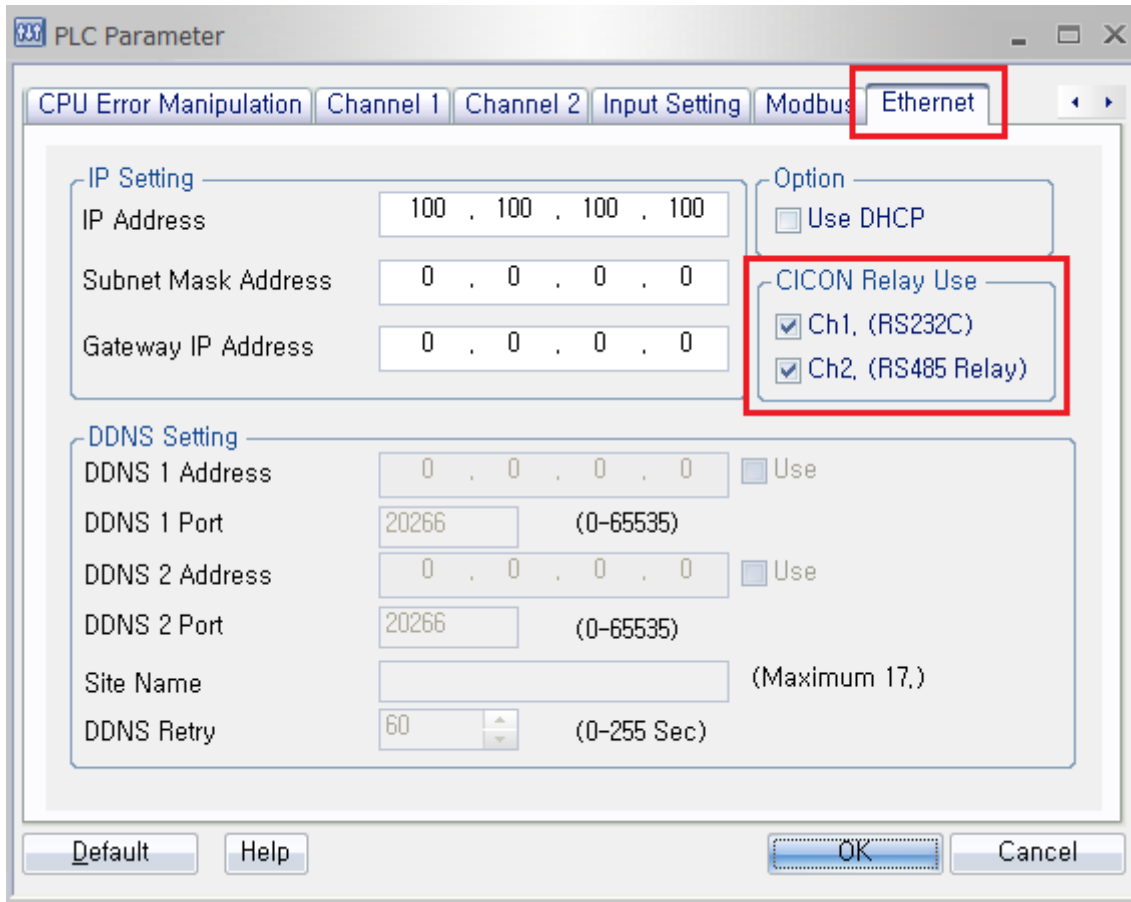 PLC Parameter
CPU Error Manipulation Channel 1 Channel 2 Input Setting Modbus Ethernet
IP Setting
IP Address 100 . 100 . 100 . 100
Subnet Mask Address 0 . 0 . 0 . 0
Gateway IP Address 0 . 0 . 0 . 0
Option
Use DHCP
CICON Relay Use
Ch1, (RS232C)
Ch2, (RS485 Relay)
DDNS Setting
DDNS 1 Address 0 . 0 . 0 . 0 Use
DDNS 1 Port 20266 (0-65535)
DDNS 2 Address 0 . 0 . 0 . 0 Use
DDNS 2 Port 20266 (0-65535)
Site Name (Maximum 17,)
DDNS Retry 60 (0-255 Sec)
Default Help OK Cancel